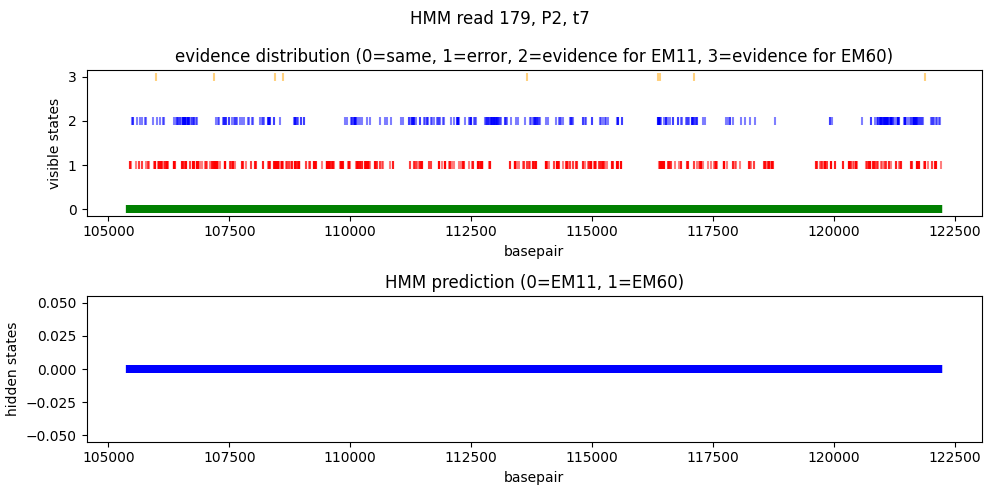 HMM read 179, P2, t7
evidence distribution (0=same, 1=error, 2=evidence for EM11, 3=evidence for EM60)
visible states
3
2
1
0
105000 107500 110000 112500 115000 117500 120000 122500
basepair
HMM prediction (0=EM11, 1=EM60)
hidden states
0.050
0.025
0.000
−0.025
−0.050
105000 107500 110000 112500 115000 117500 120000 122500
basepair